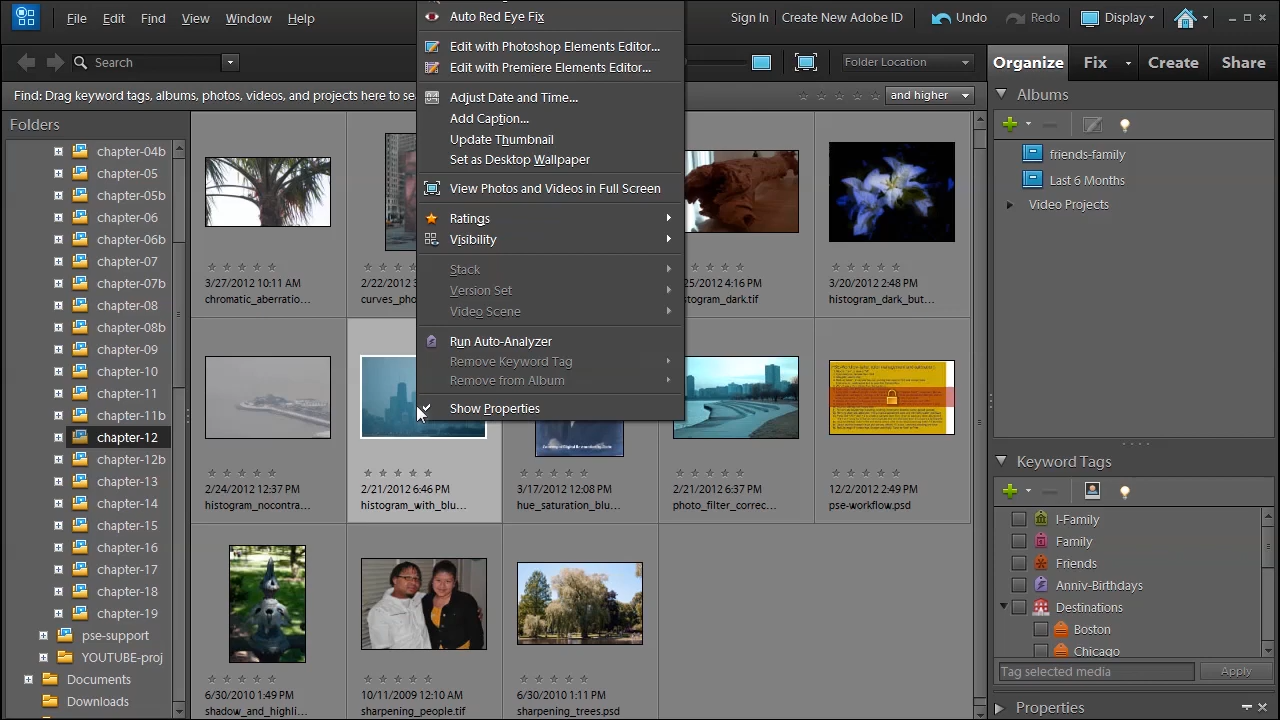 File Edit Find View Window Help
Sign In Create New Adobe ID Undo Redo Display
Search
Folder Location
Organize Fix Create Share
Find: Drag keyword tags, albums, photos, videos, and projects here to se
and higher
Auto Red Eye Fix
Edit with Photoshop Elements Editor...
Edit with Premiere Elements Editor...
Adjust Date and Time...
Add Caption...
Update Thumbnail
Set as Desktop Wallpaper
View Photos and Videos in Full Screen
Ratings
Visibility
Stack
Version Set
Video Scene
Run Auto-Analyzer
Remove Keyword Tag
Remove from Album
Show Properties
Folders
chapter-04b
chapter-05
chapter-05b
chapter-06
chapter-06b
chapter-07
chapter-07b
chapter-08
chapter-08b
chapter-09
chapter-10
chapter-11
chapter-11b
chapter-12
chapter-12b
chapter-13
chapter-14
chapter-15
chapter-16
chapter-17
chapter-18
chapter-19
pse-support
YOUTUBE-proj
Documents
Downloads
3/27/2012 10:11 AM
chromatic_aberratio...
2/22/2012 3
curves_pho
25/2012 4:16 PM
stogram_dark.tif
3/20/2012 2:48 PM
histogram_dark_but...
2/24/2012 12:37 PM
histogram_nocontra...
2/21/2012 6:46 PM
histogram_with_blu...
3/17/2012 12:08 PM
hue_saturation_blu...
2/21/2012 6:37 PM
photo_filter_correc...
12/2/2012 2:49 PM
pse-workflow.psd
6/30/2010 1:49 PM
shadow_and_highli...
10/11/2009 12:10 AM
sharpening_people.tif
6/30/2010 1:11 PM
sharpening_trees.psd
Albums
friends-family
Last 6 Months
Video Projects
Keyword Tags
I-Family
Family
Friends
Anniv-Birthdays
Destinations
Boston
Chicago
Tag selected media Apply
Properties